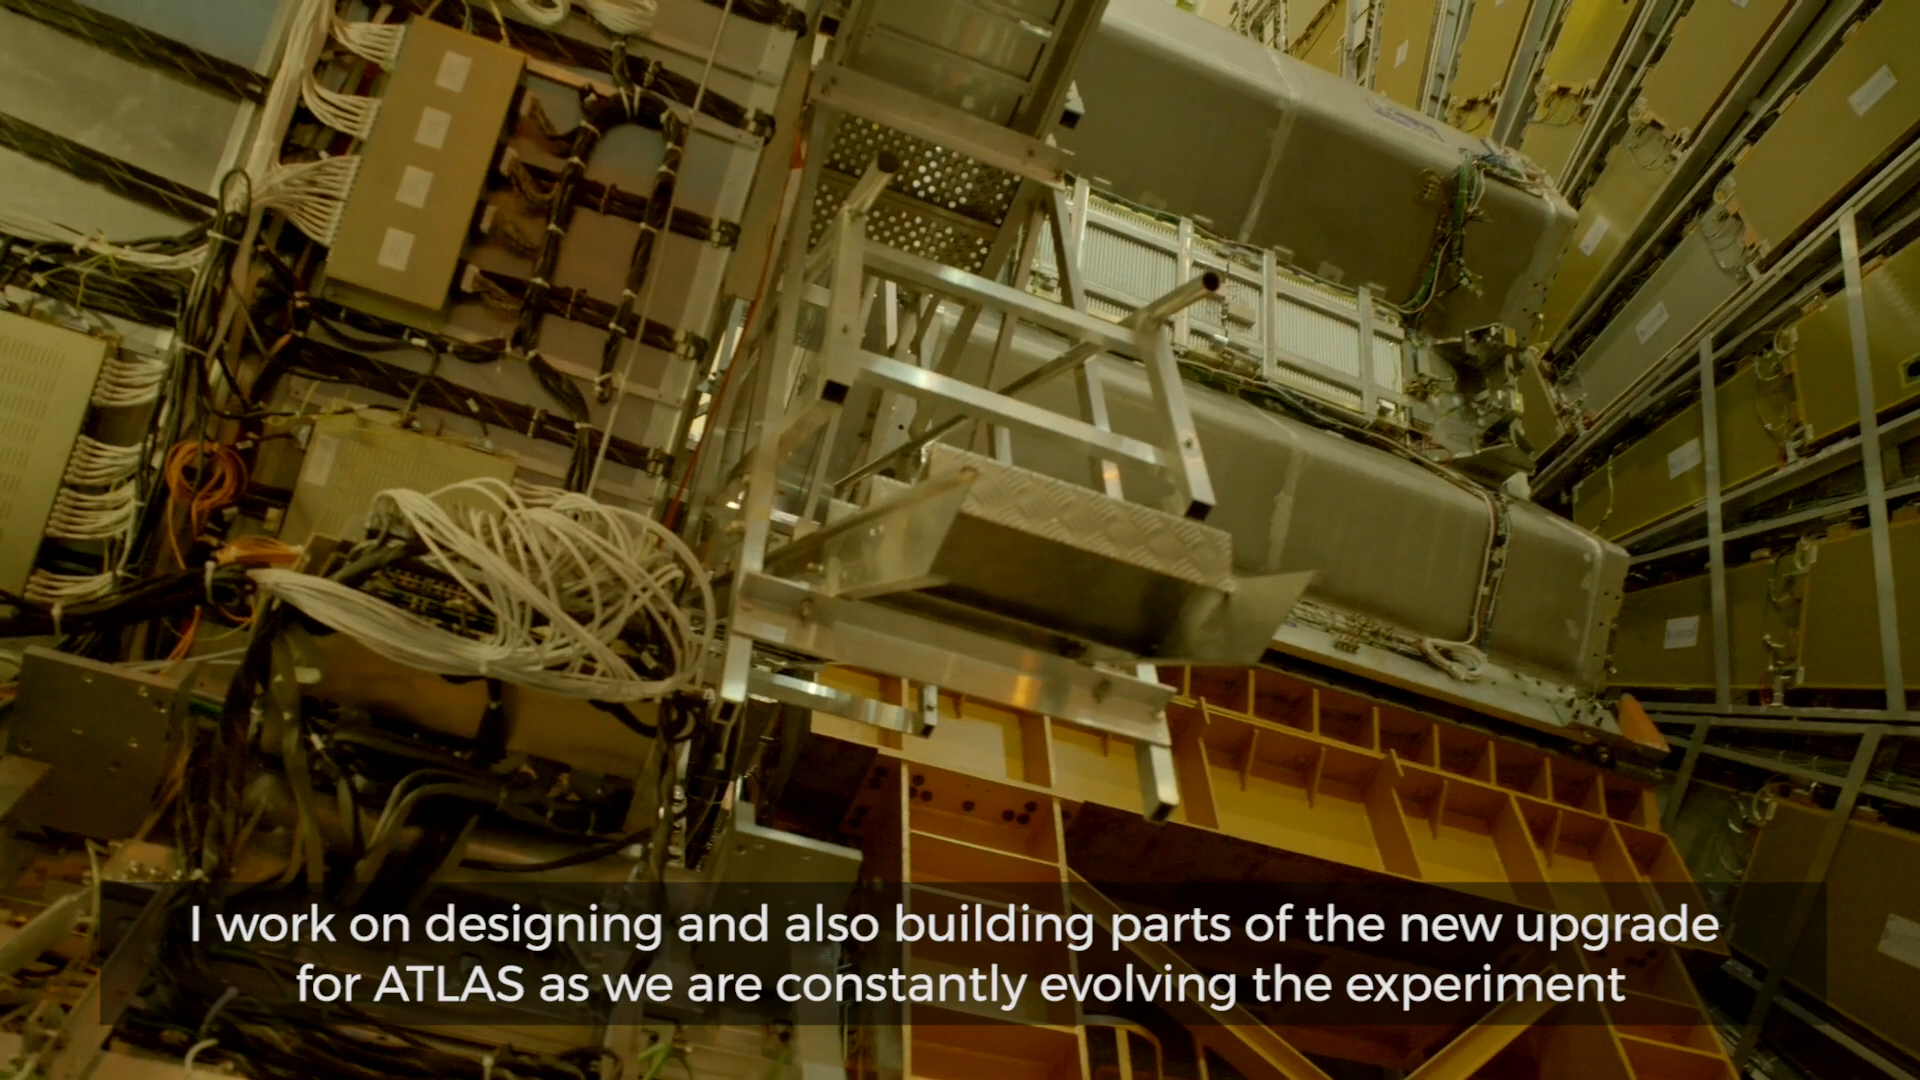 I work on designing and also building parts of the new upgrade
for ATLAS as we are constantly evolving the experiment